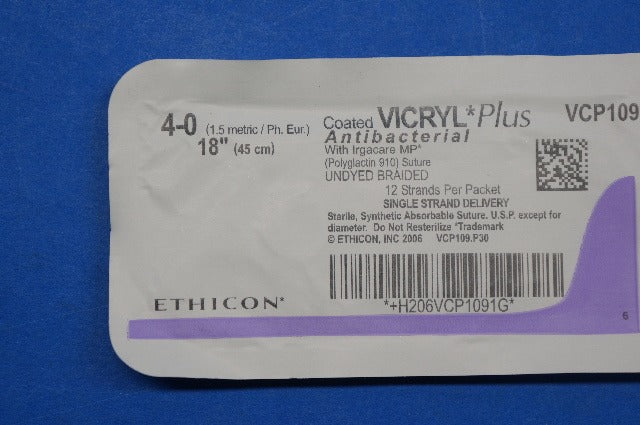 4-0 (1.5 metric / Ph. Eur.)
18" (45 cm)
Coated VICRYL* Plus
Antibacterial
With Irgacare MP*
(Polyglactin 910) Suture
UNDYED BRAIDED
12 Strands Per Packet
SINGLE STRAND DELIVERY
Sterile, Synthetic Absorbable Suture. U.S.P. except for
diameter. Do Not Resterilize *Trademark
© ETHICON, INC 2006 VCP109.P30
VCP109
*+H206VCP1091G*
ETHICON*
6